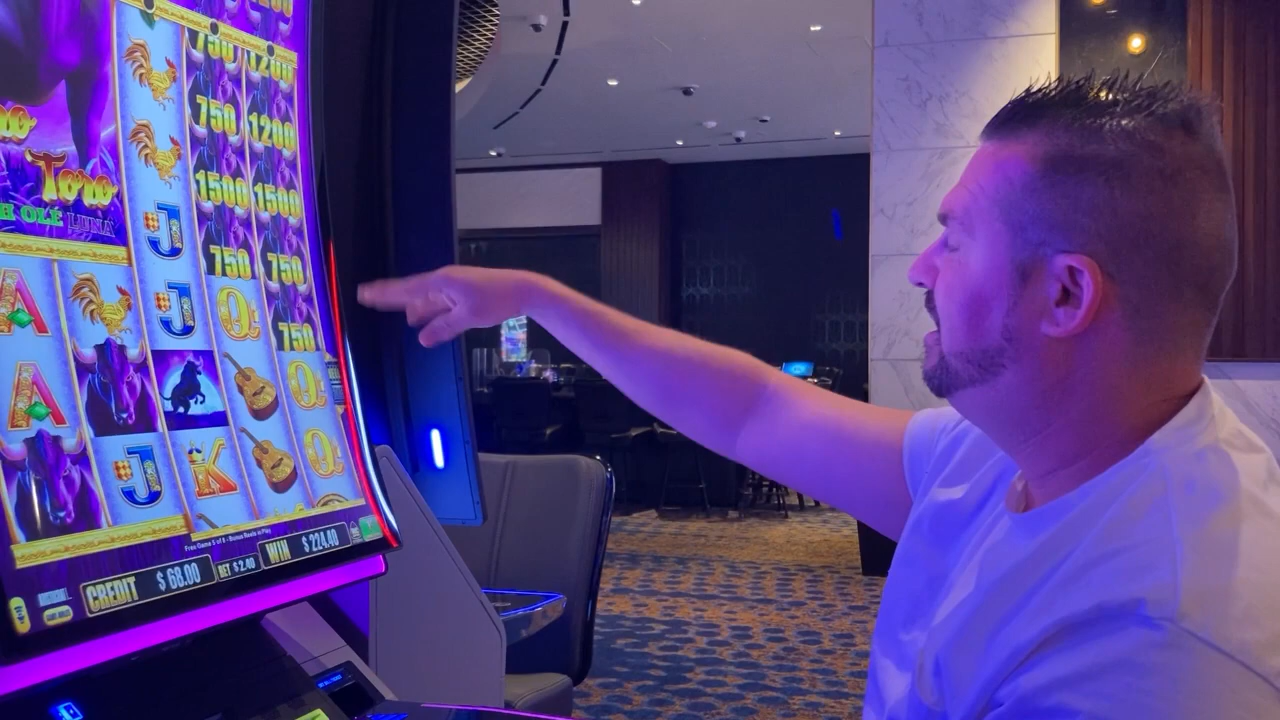 750 1200
750 1200
1500 1500
Toro
OLÉ LUNA
J
750 750
A
J
Q
750
A
Q
J
K
Q
Free Game 5 of 8 - Bonus Reels in Play
CREDIT $ 68.00 BET $ 2.40 WIN $ 224.40